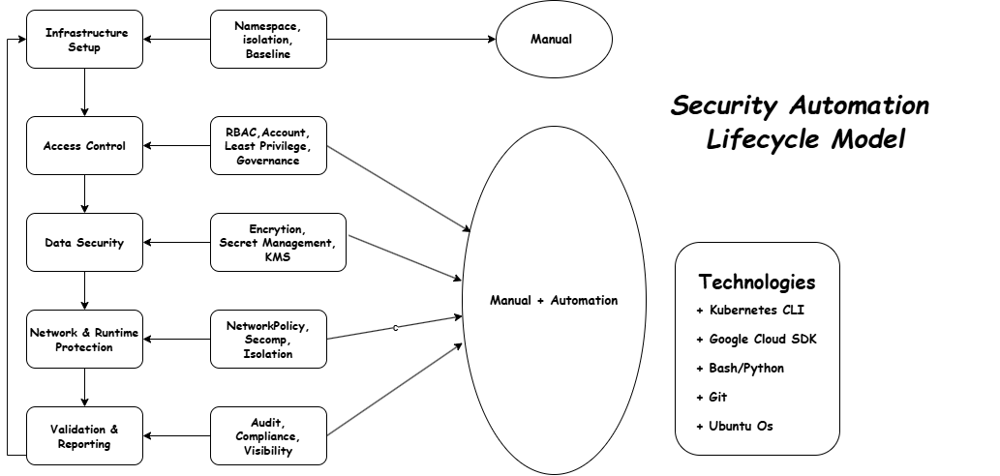 Infrastructure
Setup
Namespace,
isolation,
Baseline
Manual
Security Automation
Lifecycle Model
Access Control
RBAC,Account,
Least Privilege,
Governance
Data Security
Encrytion,
Secret Management,
KMS
Network & Runtime
Protection
NetworkPolicy,
Secomp,
Isolation
c
Manual + Automation
Validation &
Reporting
Audit,
Compliance,
Visibility
Technologies
+ Kubernetes CLI
+ Google Cloud SDK
+ Bash/Python
+ Git
+ Ubuntu Os